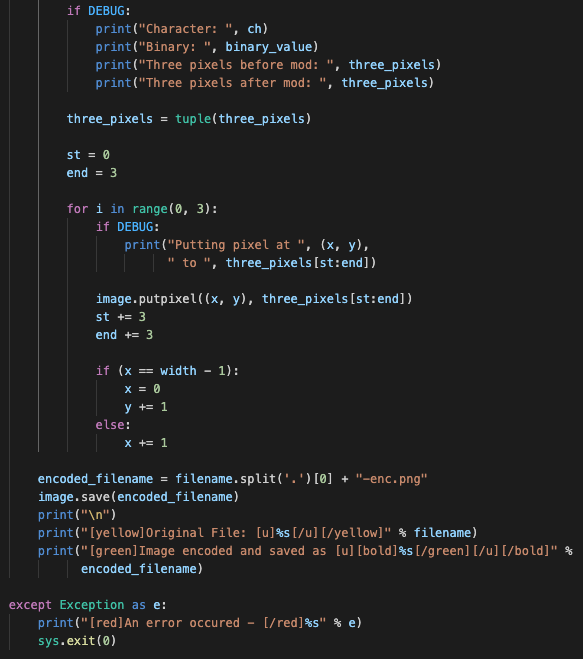 if DEBUG:
print("Character: ", ch)
print("Binary: ", binary_value)
print("Three pixels before mod: ", three_pixels)
print("Three pixels after mod: ", three_pixels)
three_pixels = tuple(three_pixels)
st = 0
end = 3
for i in range(0, 3):
if DEBUG:
print("Putting pixel at ", (x, y),
" to ", three_pixels[st:end])
image.putpixel((x, y), three_pixels[st:end])
st += 3
end += 3
if (x == width - 1):
x = 0
y += 1
else:
x += 1
encoded_filename = filename.split('.')[0] + "-enc.png"
image.save(encoded_filename)
print("\n")
print("[yellow]Original File: [u]%s[/u][/yellow]" % filename)
print("[green]Image encoded and saved as [u][bold]%s[/green][/u][/bold]" %
encoded_filename)
except Exception as e:
print("[red]An error occured - [/red]%s" % e)
sys.exit(0)